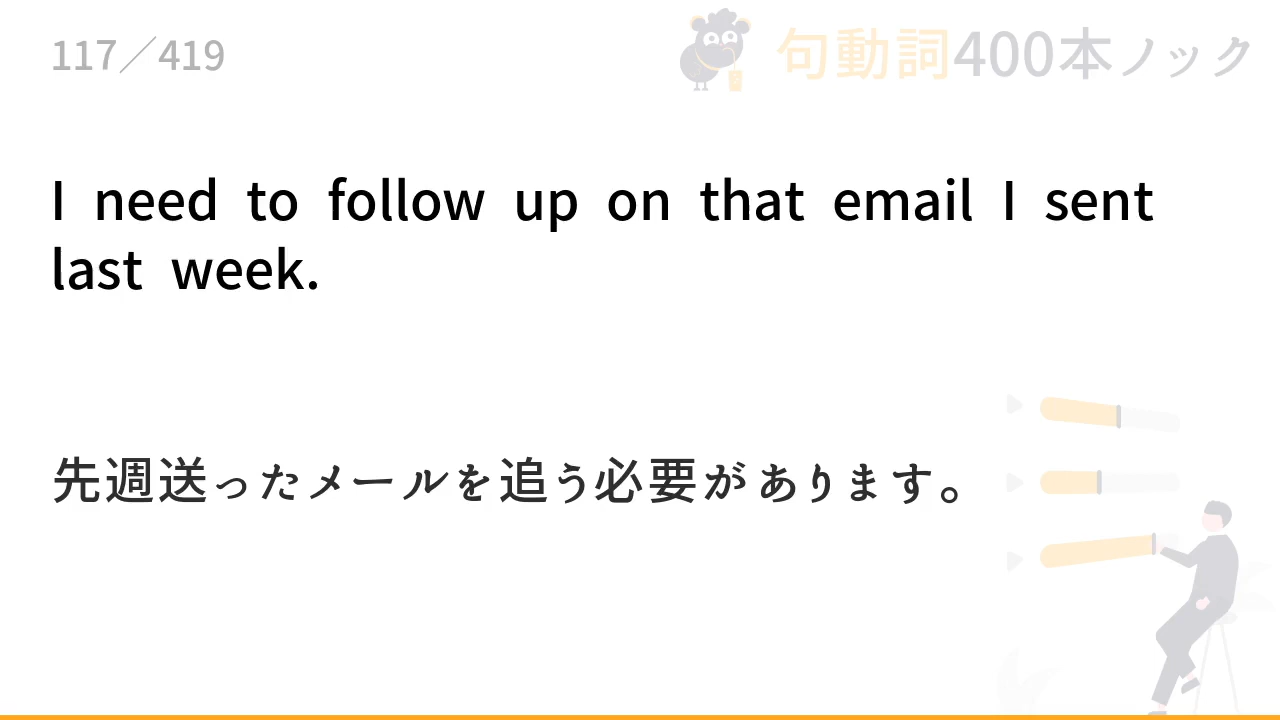 117／419
句動詞400本ノック
I need to follow up on that email I sent
last week.
先週送ったメールを追う必要があります。